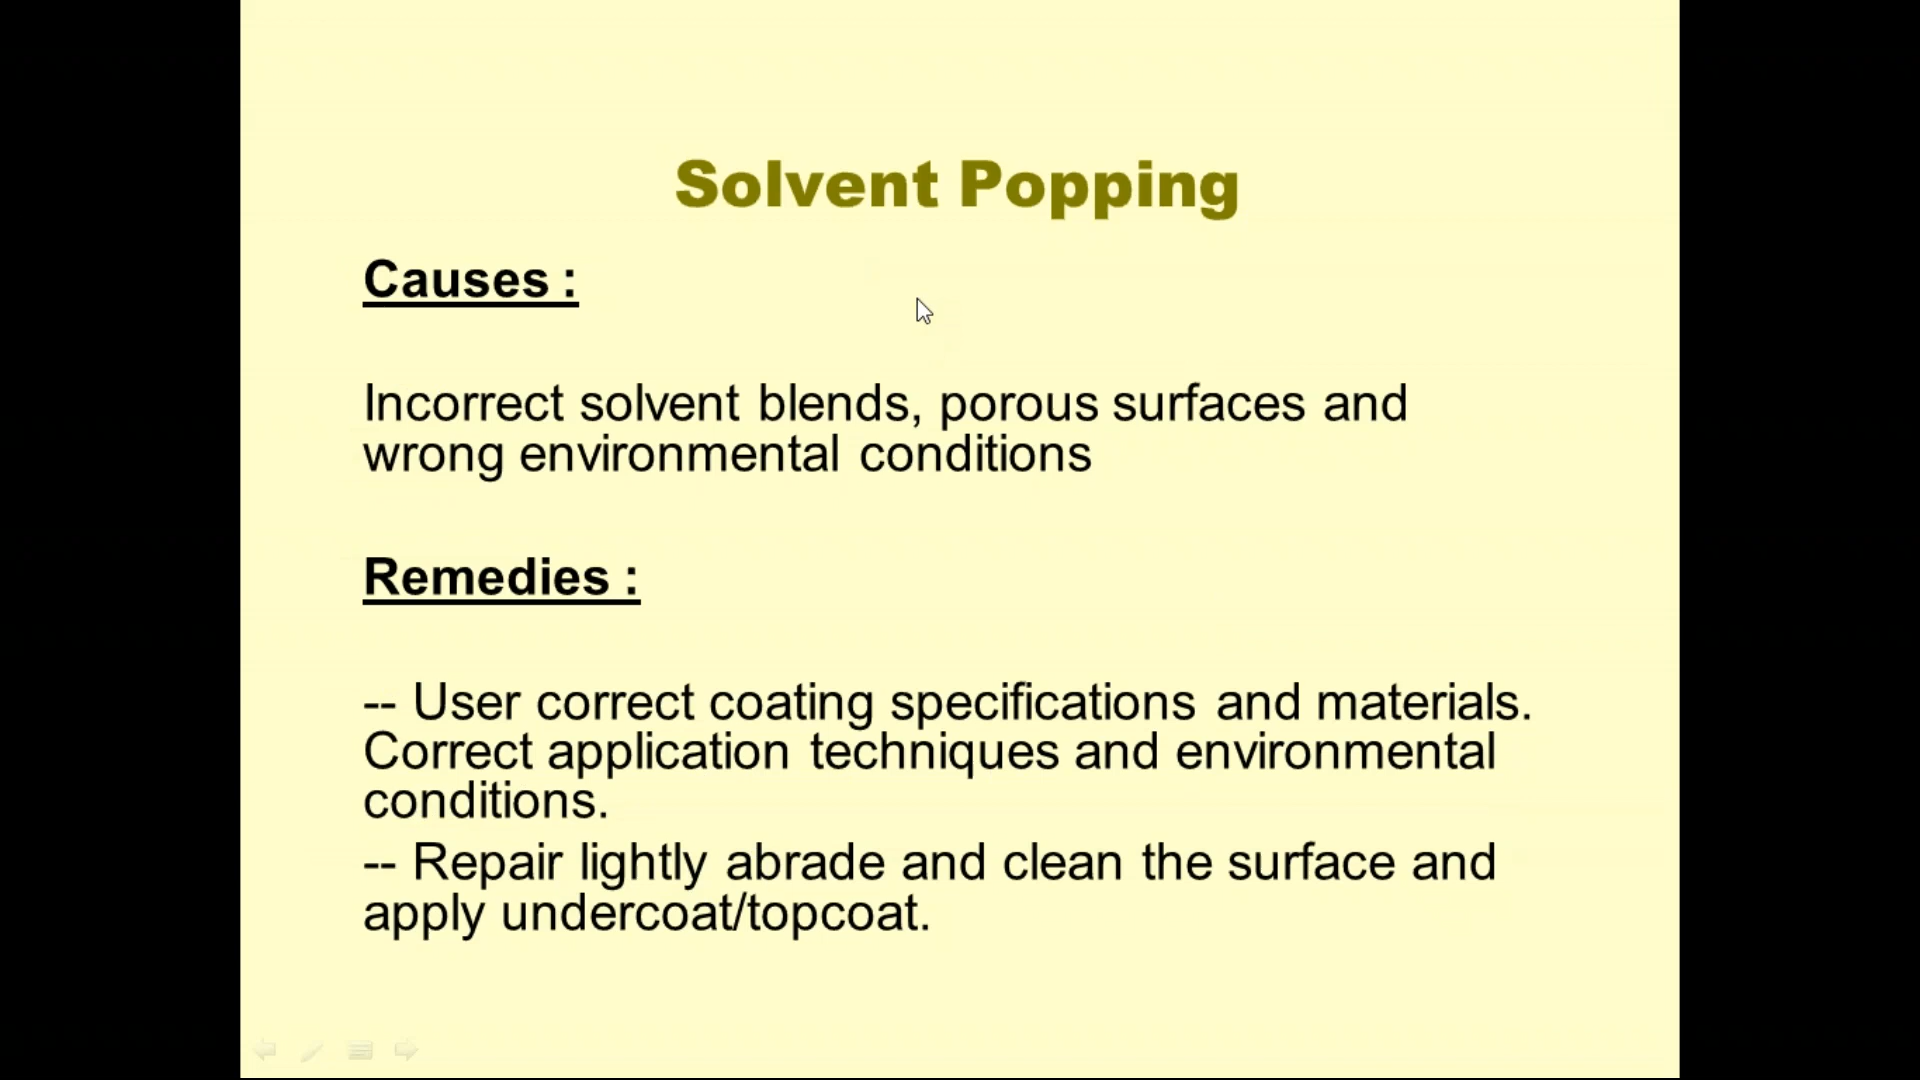 Solvent Popping
Causes :
Incorrect solvent blends, porous surfaces and
wrong environmental conditions
Remedies :
-- User correct coating specifications and materials.
Correct application techniques and environmental
conditions.
-- Repair lightly abrade and clean the surface and
apply undercoat/topcoat.